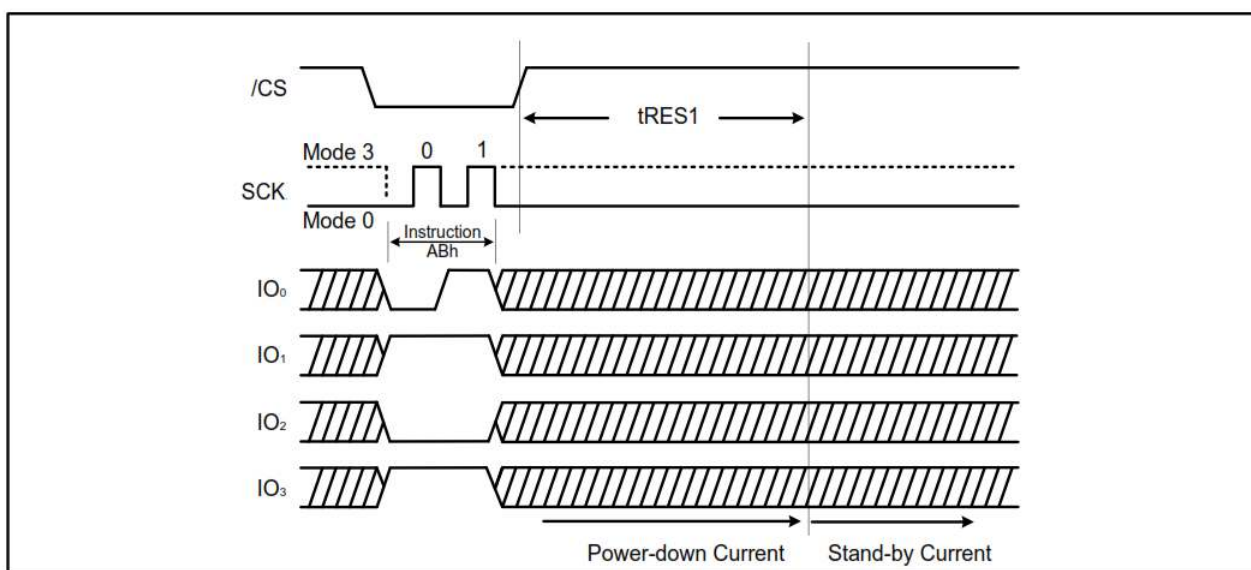 /CS
tRES1
Mode 3 0 1
SCK
Mode 0
Instruction
ABh
IO₀
IO₁
IO₂
IO₃
Power-down Current Stand-by Current